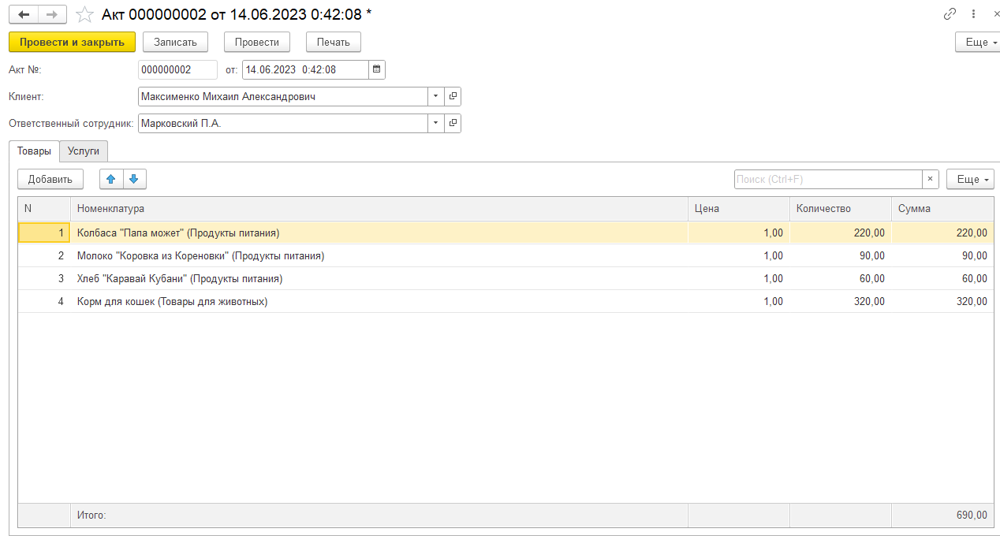 Акт 000000002 от 14.06.2023 0:42:08 *
Провести и закрыть Записать Провести Печать Еще
Акт №: 000000002 от: 14.06.2023 0:42:08
Клиент: Максименко Михаил Александрович
Ответственный сотрудник: Марковский П.А.
Товары Услуги
Добавить Поиск (Ctrl+F) × Еще
N Номенклатура Цена Количество Сумма
1 Колбаса "Папа может" (Продукты питания) 1,00 220,00 220,00
2 Молоко "Коровка из Кореновки" (Продукты питания) 1,00 90,00 90,00
3 Хлеб "Каравай Кубани" (Продукты питания) 1,00 60,00 60,00
4 Корм для кошек (Товары для животных) 1,00 320,00 320,00
Итого: 690,00